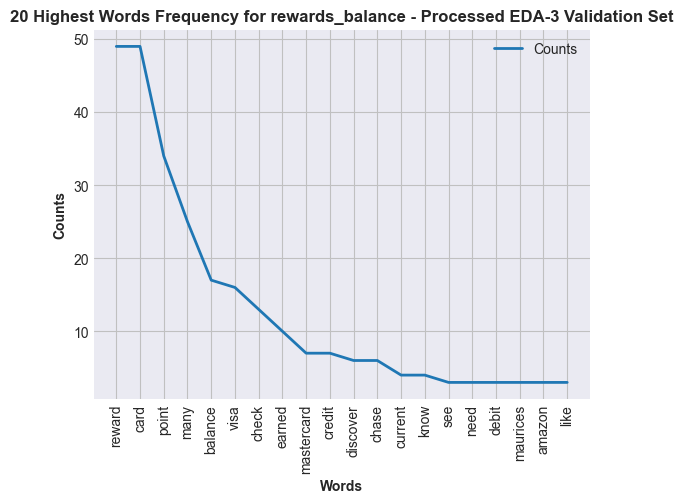 20 Highest Words Frequency for rewards_balance - Processed EDA-3 Validation Set
Counts
50
40
30
20
10
Counts
reward
card
point
many
balance
visa
check
earned
mastercard
credit
discover
chase
current
know
see
need
debit
maurices
amazon
like
Words